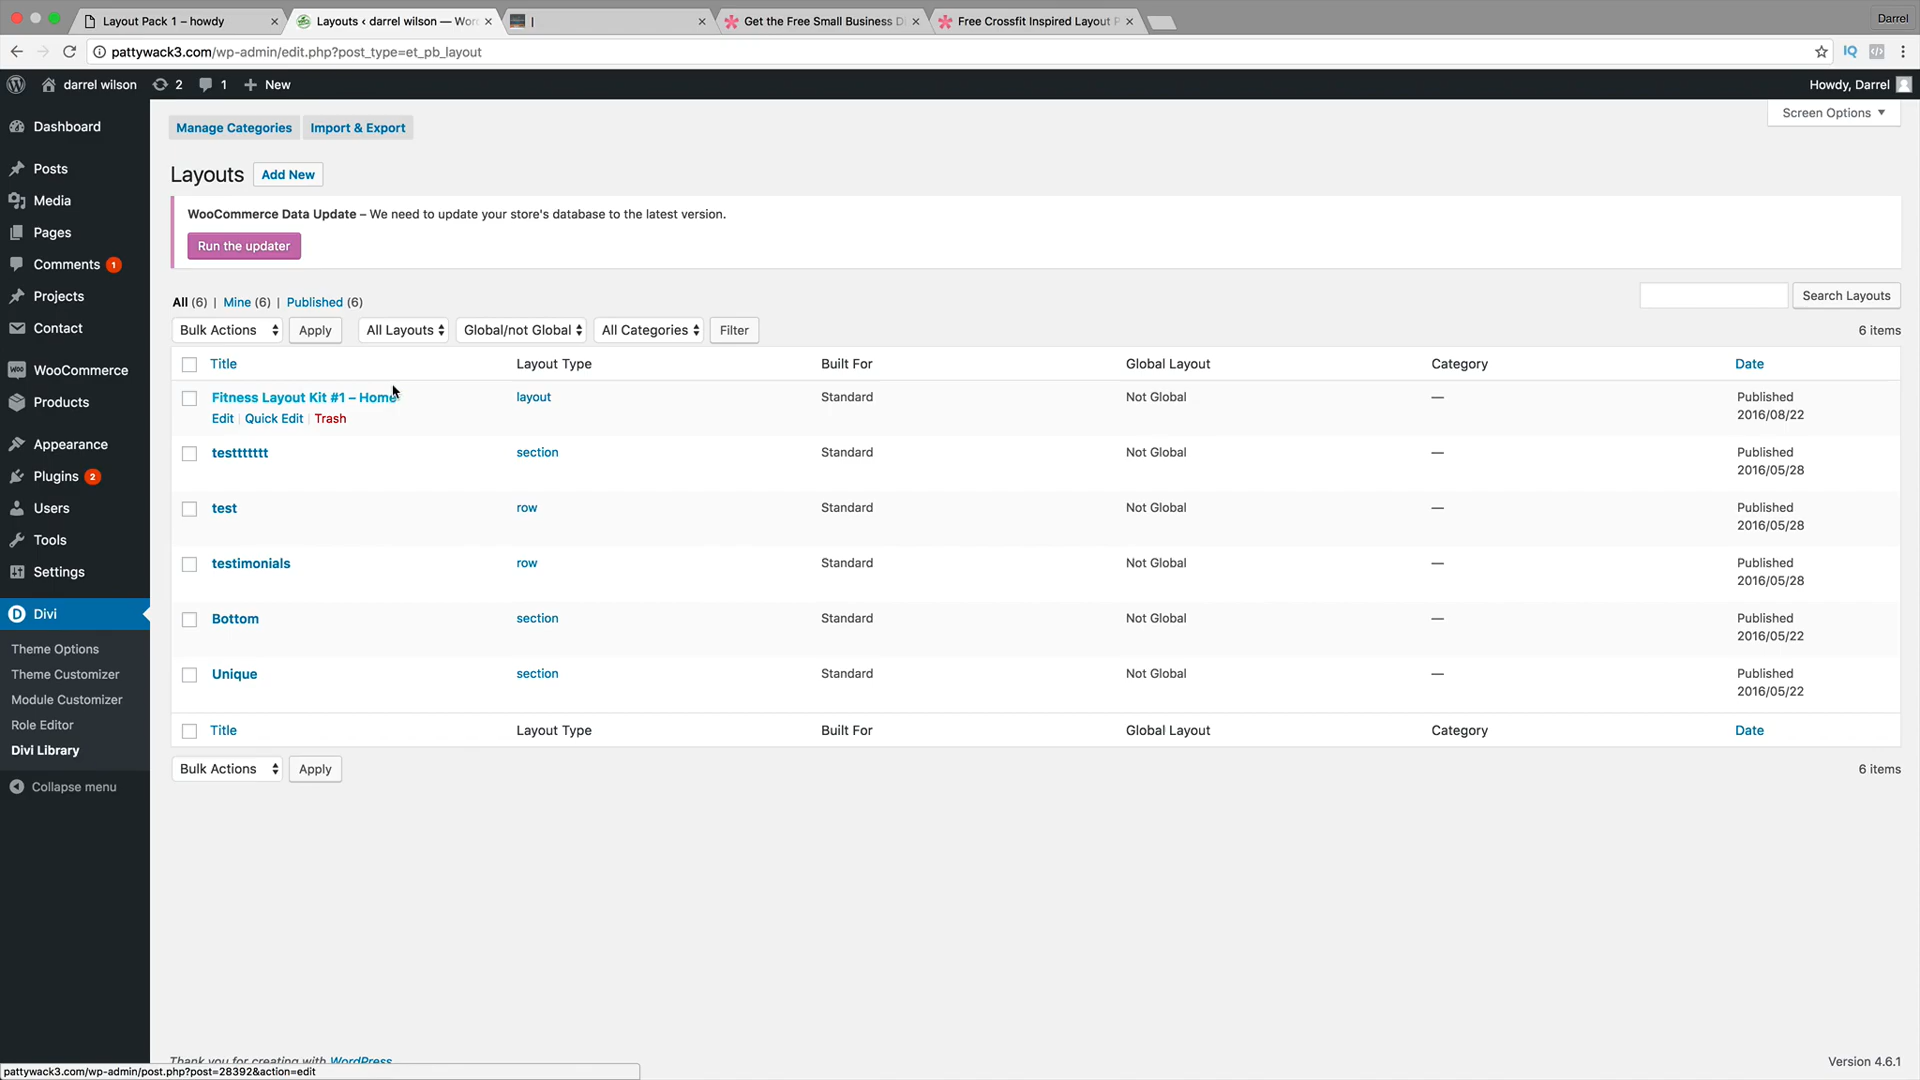 Layout Pack 1 – howdy
Layouts ‹ darrel wilson — Wor
|
Get the Free Small Business D
Free Crossfit Inspired Layout P
Darrel
pattywack3.com/wp-admin/edit.php?post_type=et_pb_layout
IQ
darrel wilson
2
1
New
Howdy, Darrel
Dashboard
Posts
Media
Pages
Comments 1
Projects
Contact
WooCommerce
Products
Appearance
Plugins 2
Users
Tools
Settings
D Divi
Theme Options
Theme Customizer
Module Customizer
Role Editor
Divi Library
Collapse menu
Manage Categories
Import & Export
Screen Options
Layouts Add New
WooCommerce Data Update – We need to update your store's database to the latest version.
Run the updater
All (6) | Mine (6) | Published (6)
Search Layouts
Bulk Actions Apply All Layouts Global/not Global All Categories Filter
6 items
Title Layout Type Built For Global Layout Category Date
Fitness Layout Kit #1 – Home layout Standard Not Global — Published
Edit | Quick Edit | Trash 2016/08/22
testtttttt section Standard Not Global — Published
2016/05/28
test row Standard Not Global — Published
2016/05/28
testimonials row Standard Not Global — Published
2016/05/28
Bottom section Standard Not Global — Published
2016/05/22
Unique section Standard Not Global — Published
2016/05/22
Title Layout Type Built For Global Layout Category Date
Bulk Actions Apply
6 items
Thank you for creating with WordPress
Version 4.6.1
pattywack3.com/wp-admin/post.php?post=28392&action=edit